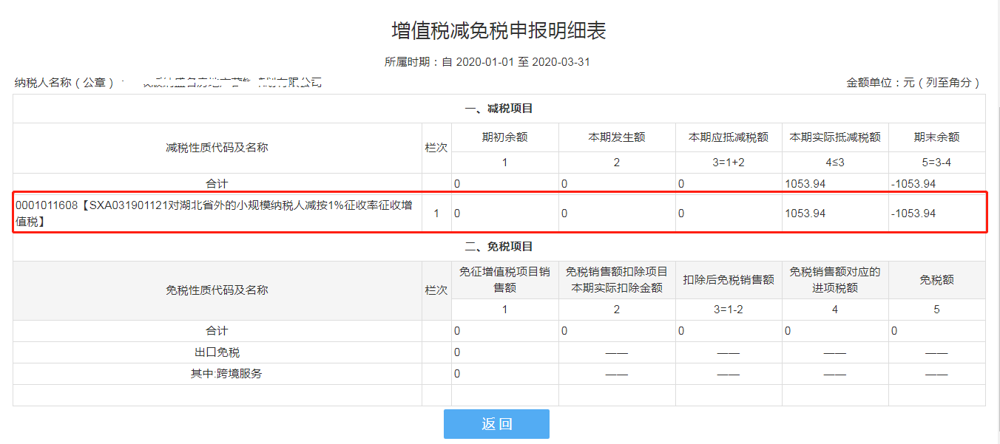 增值税减免税申报明细表
所属时期：自 2020-01-01 至 2020-03-31
纳税人名称（公章）： 有限公司
金额单位：元（列至角分）
一、减税项目
减税性质代码及名称 栏次 期初余额 本期发生额 本期应抵减税额 本期实际抵减税额 期末余额
1 2 3=1+2 4≤3 5=3-4
合计 0 0 0 1053.94 -1053.94
0001011608【SXA031901121对湖北省外的小规模纳税人减按1%征收率征收增
值税】 1 0 0 0 1053.94 -1053.94
二、免税项目
免税性质代码及名称 栏次 免征增值税项目销
售额 免税销售额扣除项目
本期实际扣除金额 扣除后免税销售额 免税销售额对应的
进项税额 免税额
1 2 3=1-2 4 5
合计 0 0 0 0 0
出口免税 0 —— —— —— ——
其中:跨境服务 0 —— —— —— ——
返回